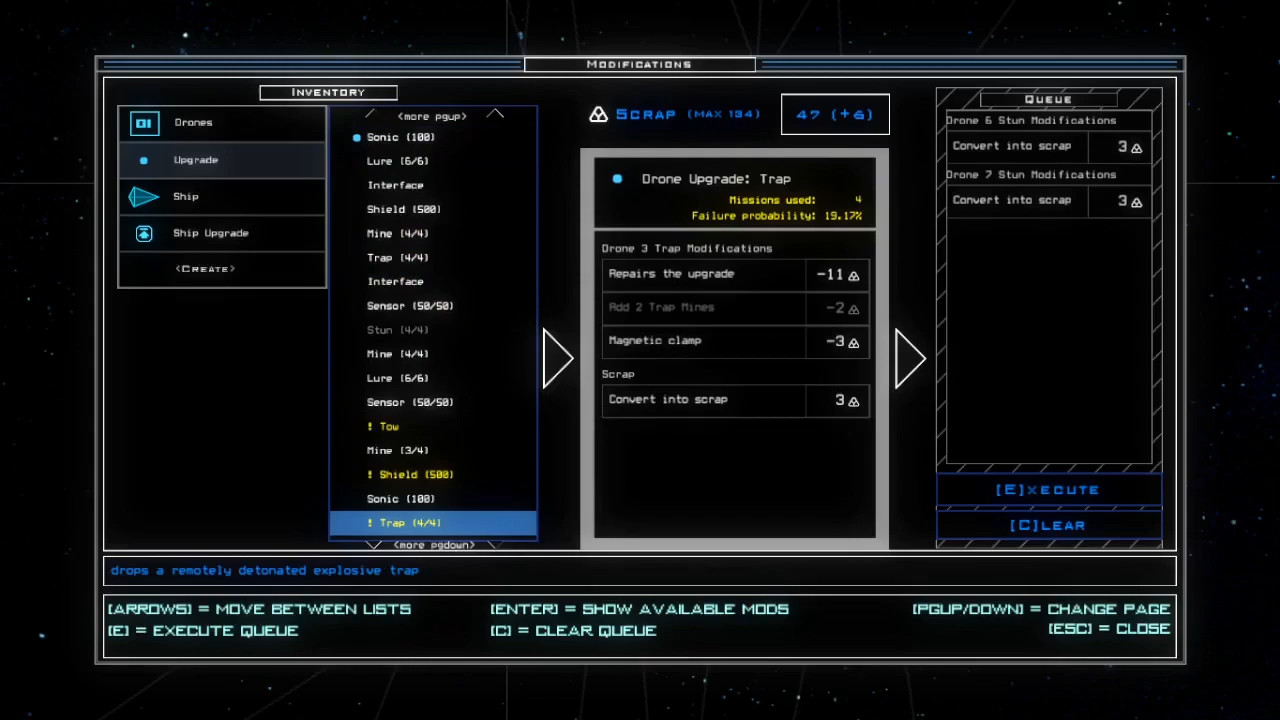 MODIFICATIONS
INVENTORY
Drones
Upgrade
Ship
Ship Upgrade
<CREATE>
<more pgup>
Sonic (100)
Lure (6/6)
Interface
Shield (500)
Mine (4/4)
Trap (4/4)
Interface
Sensor (50/50)
Stun (4/4)
Mine (4/4)
Lure (6/6)
Sensor (50/50)
! Tow
Mine (3/4)
! Shield (500)
Sonic (100)
! Trap (4/4)
<more pgdown>
SCRAP (MAX 134)
47 (+6)
Drone Upgrade: Trap
Missions used: 4
Failure probability: 19.17%
Drone 3 Trap Modifications
Repairs the upgrade -11
Add 2 Trap Mines -2
Magnetic clamp -3
Scrap
Convert into scrap 3
QUEUE
Drone 6 Stun Modifications
Convert into scrap 3
Drone 7 Stun Modifications
Convert into scrap 3
[E]XECUTE
[C]LEAR
drops a remotely detonated explosive trap
[ARROWS] = MOVE BETWEEN LISTS
[ENTER] = SHOW AVAILABLE MODS
[PGUP/DOWN] = CHANGE PAGE
[E] = EXECUTE QUEUE
[C] = CLEAR QUEUE
[ESC] = CLOSE